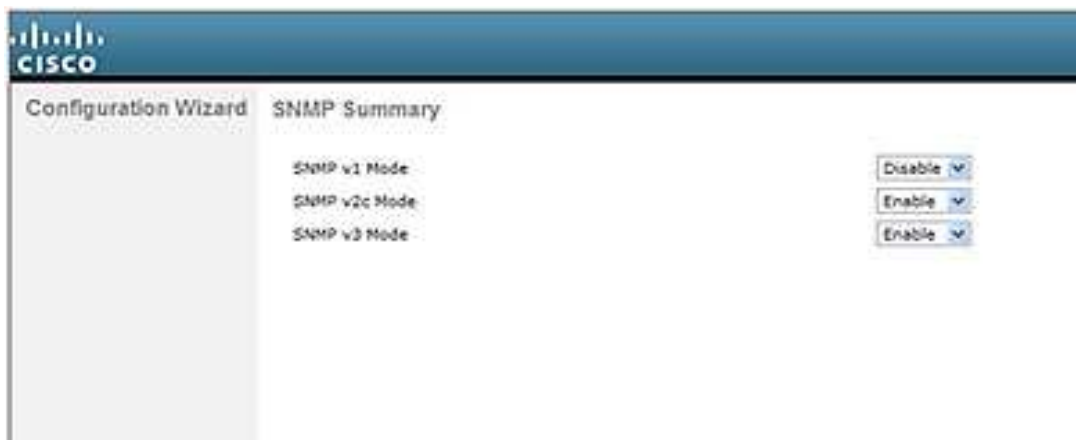 CISCO
Configuration Wizard
SNMP Summary
SNMP v1 Mode Disable
SNMP v2c Mode Enable
SNMP v3 Mode Enable